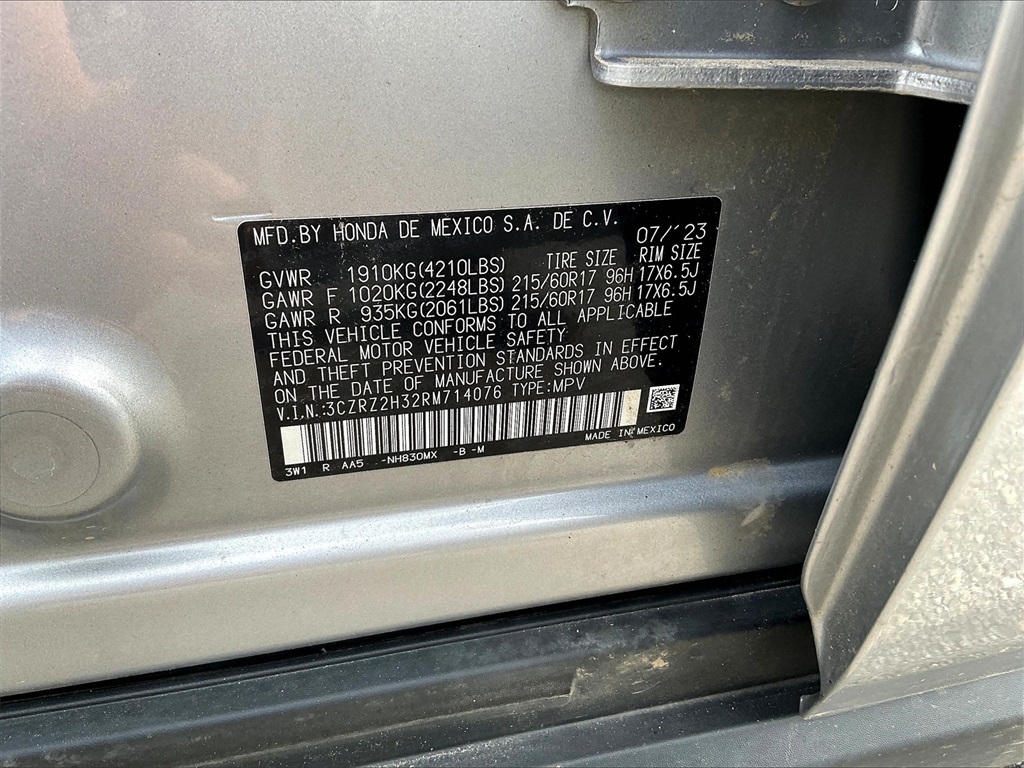 MFD.BY HONDA DE MEXICO S.A. DE C.V. 07/'23
TIRE SIZE RIM SIZE
GVWR 1910KG(4210LBS)
GAWR F 1020KG(2248LBS) 215/60R17 96H 17X6.5J
GAWR R 935KG(2061LBS) 215/60R17 96H 17X6.5J
THIS VEHICLE CONFORMS TO ALL APPLICABLE
FEDERAL MOTOR VEHICLE SAFETY
AND THEFT PREVENTION STANDARDS IN EFFECT
ON THE DATE OF MANUFACTURE SHOWN ABOVE.
V.I.N.:3CZRZ2H32RM714076 TYPE:MPV
MADE IN MEXICO
3W1 R AA5 -NH830MX -B -M